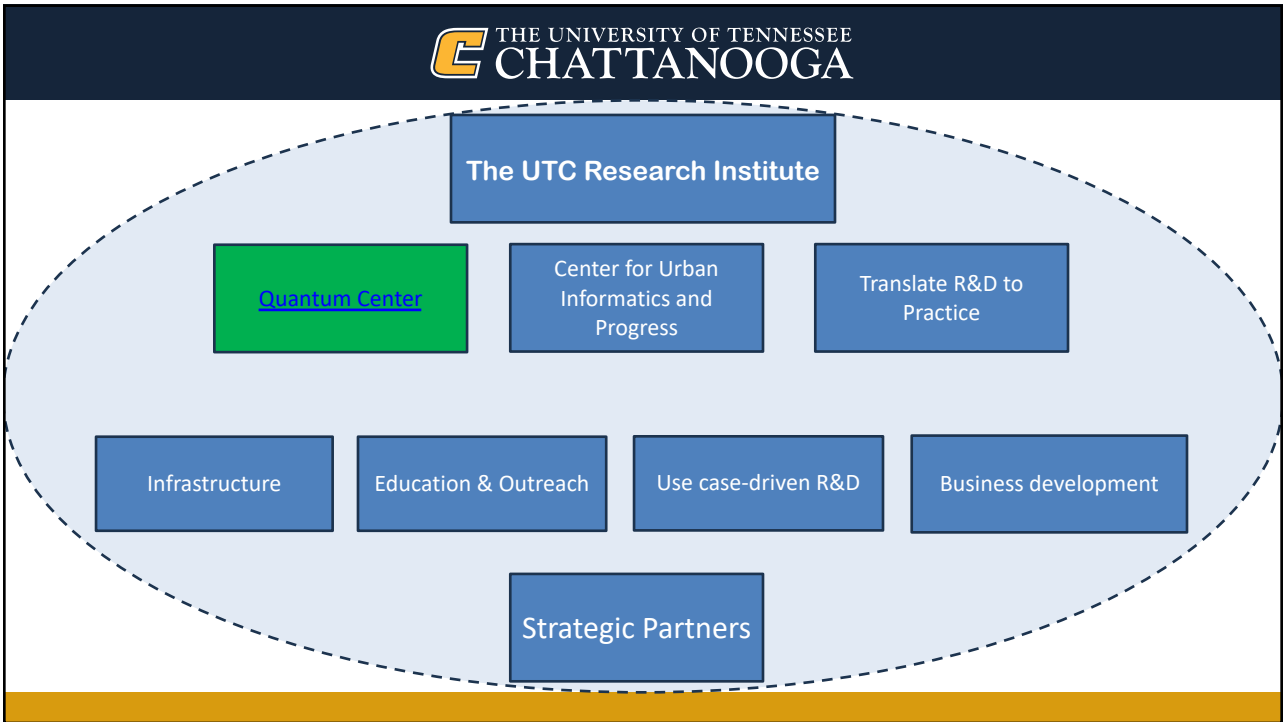 THE UNIVERSITY OF TENNESSEE
CHATTANOOGA
The UTC Research Institute
Quantum Center
Center for Urban
Informatics and
Progress
Translate R&D to
Practice
Infrastructure
Education & Outreach
Use case-driven R&D
Business development
Strategic Partners